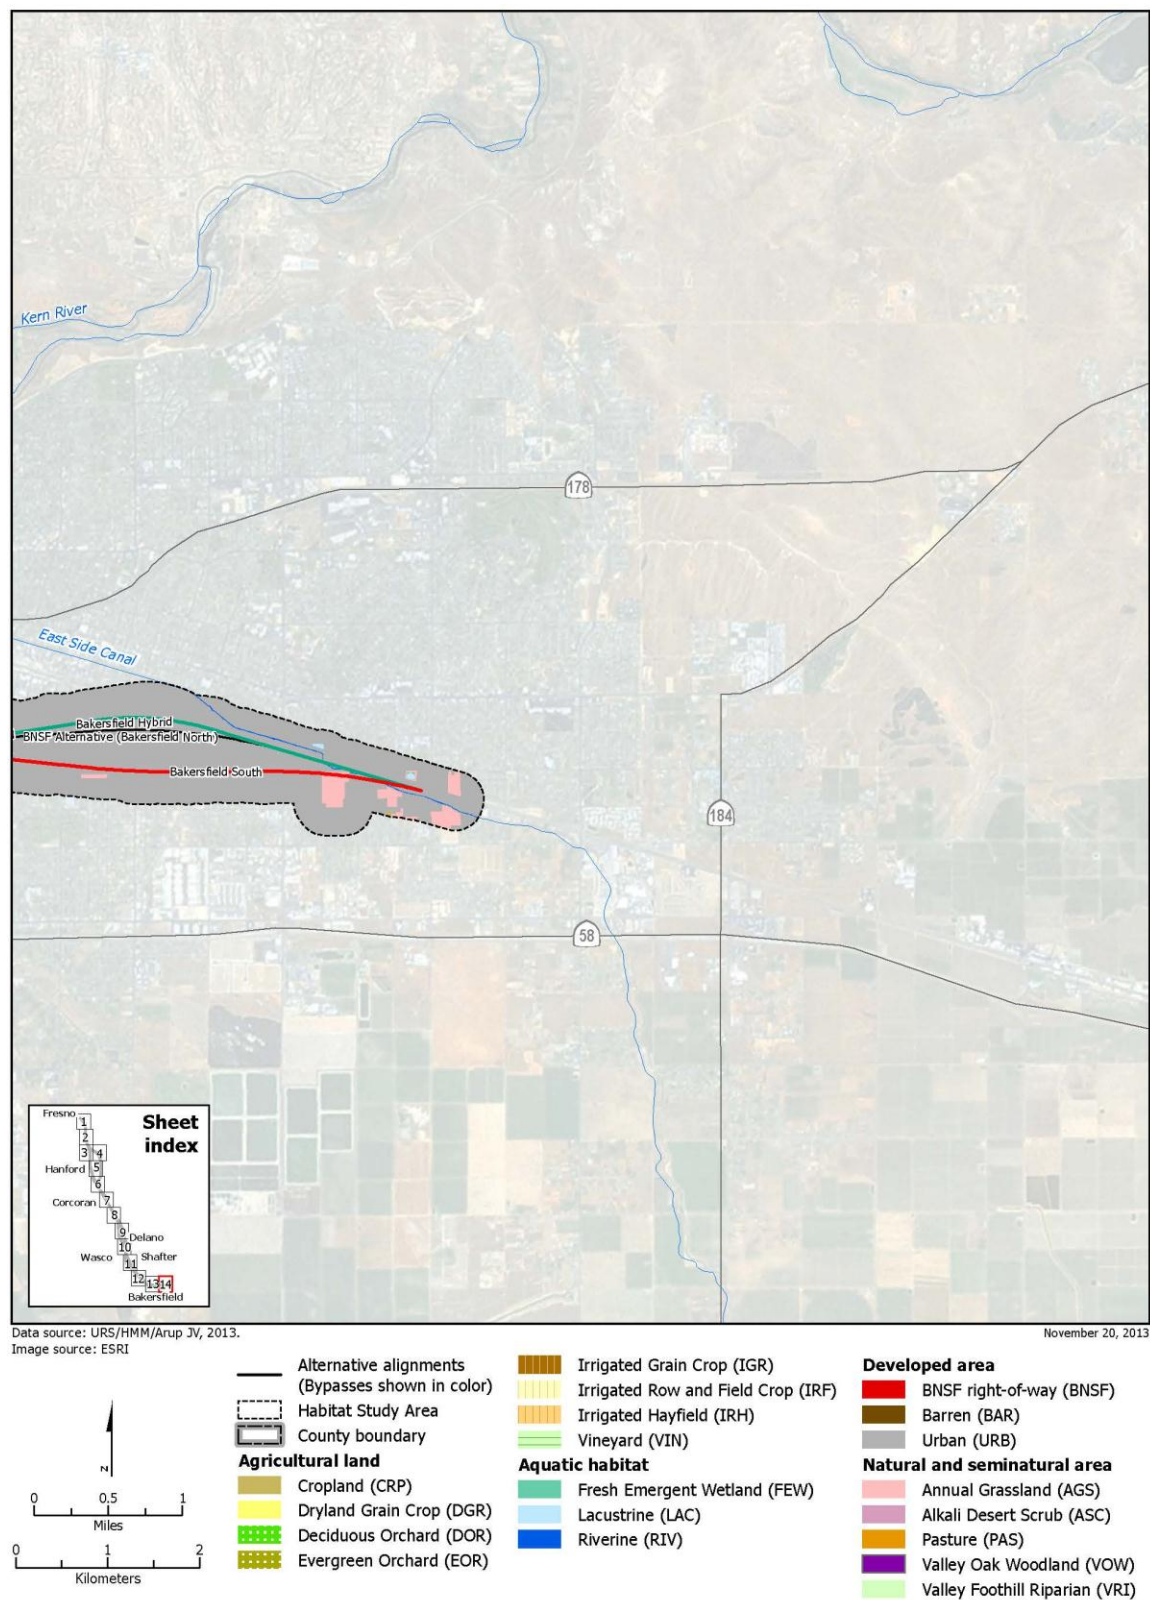 Kern River
178
East Side Canal
Bakersfield Hybrid
BNSF Alternative (Bakersfield North)
Bakersfield South
184
58
Sheet
index
Fresno
1
2
3
4
Hanford
5
6
Corcoran
7
8
9
Delano
10
Wasco
Shafter
11
12
13
14
Bakersfield
Data source: URS/HMM/Arup JV, 2013.
November 20, 2013
Image source: ESRI
Alternative alignments
(Bypasses shown in color)
Habitat Study Area
County boundary
Agricultural land
Cropland (CRP)
Dryland Grain Crop (DGR)
Deciduous Orchard (DOR)
Evergreen Orchard (EOR)
Irrigated Grain Crop (IGR)
Irrigated Row and Field Crop (IRF)
Irrigated Hayfield (IRH)
Vineyard (VIN)
Aquatic habitat
Fresh Emergent Wetland (FEW)
Lacustrine (LAC)
Riverine (RIV)
Developed area
BNSF right-of-way (BNSF)
Barren (BAR)
Urban (URB)
Natural and seminatural area
Annual Grassland (AGS)
Alkali Desert Scrub (ASC)
Pasture (PAS)
Valley Oak Woodland (VOW)
Valley Foothill Riparian (VRI)
N
0 0.5 1
Miles
0 1 2
Kilometers